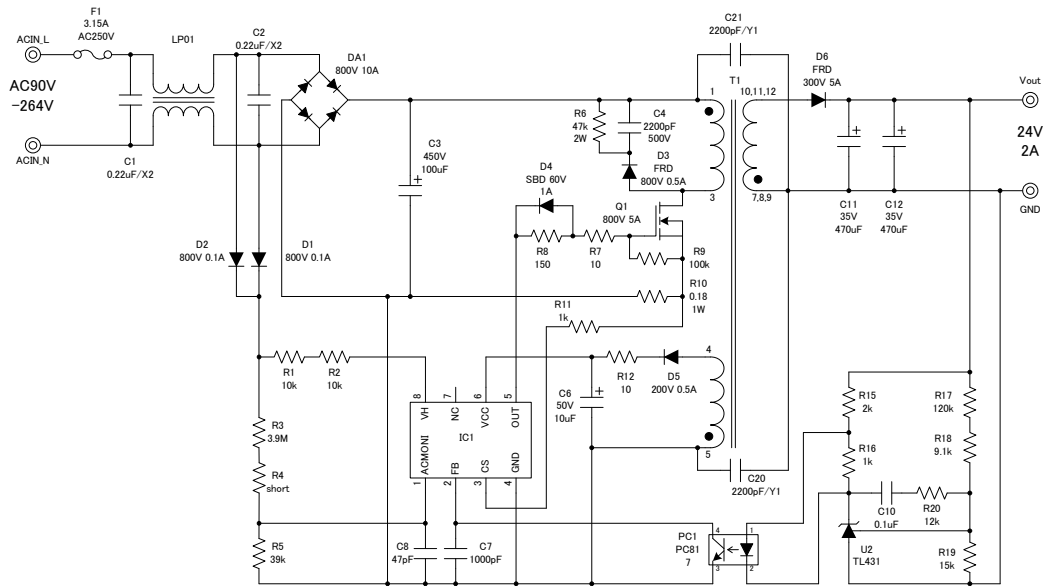 F1
3.15A
AC250V
ACIN_L
LP01
C2
0.22uF/X2
DA1
800V 10A
AC90V
-264V
ACIN_N
C1
0.22uF/X2
C21
2200pF/Y1
T1
1
10,11,12
D6
FRD
300V 5A
Vout
24V
2A
GND
R6
47k
2W
C4
2200pF
500V
D3
FRD
800V 0.5A
3
7,8,9
C3
450V
100uF
D4
SBD 60V
1A
Q1
800V 5A
C11
35V
470uF
C12
35V
470uF
D2
800V 0.1A
D1
800V 0.1A
R8
150
R7
10
R9
100k
R10
0.18
1W
R11
1k
R1
10k
R2
10k
C6
50V
10uF
R12
10
D5
200V 0.5A
4
5
8
7
6
5
VH
NC
VCC
OUT
IC1
ACMONI
FB
CS
GND
1
2
3
4
R3
3.9M
R4
short
R5
39k
C8
47pF
C7
1000pF
C20
2200pF/Y1
PC1
PC81
7
4
3
1
2
R15
2k
R16
1k
R17
120k
R18
9.1k
C10
0.1uF
R20
12k
U2
TL431
R19
15k